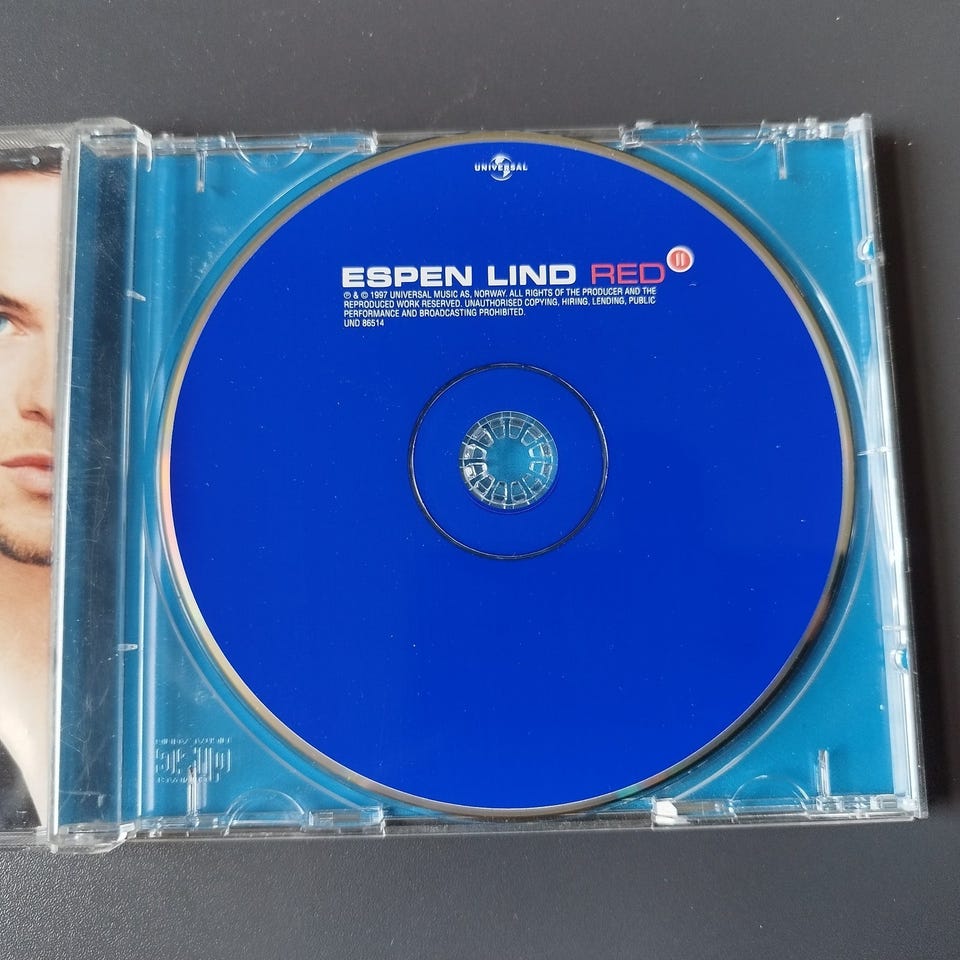 UNIVERSAL
ESPEN LIND RED II
℗ & © 1997 UNIVERSAL MUSIC AS, NORWAY. ALL RIGHTS OF THE PRODUCER AND THE
REPRODUCED WORK RESERVED. UNAUTHORISED COPYING, HIRING, LENDING, PUBLIC
PERFORMANCE AND BROADCASTING PROHIBITED.
UND 86514